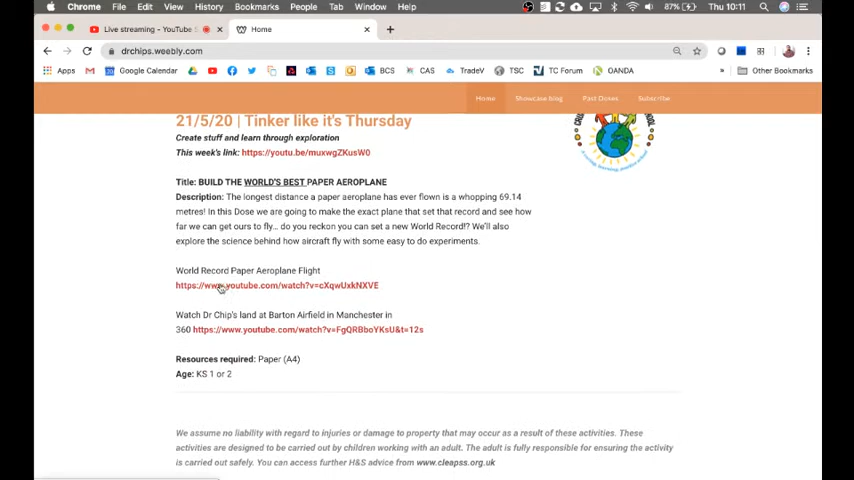 Chrome File Edit View History Bookmarks People Tab Window Help 87% Thu 10:11
Live streaming - YouTube Home
drchips.weebly.com
Apps Google Calendar BCS CAS TradeV TSC TC Forum OANDA » Other Bookmarks
Home Showcase blog Past Doses Subscribe
21/5/20 | Tinker like it's Thursday
Create stuff and learn through exploration
This week's link: https://youtu.be/muxwgZKusW0
Title: BUILD THE WORLD'S BEST PAPER AEROPLANE
Description: The longest distance a paper aeroplane has ever flown is a whopping 69.14
metres! In this Dose we are going to make the exact plane that set that record and see how
far we can get ours to fly... do you reckon you can set a new World Record!? We'll also
explore the science behind how aircraft fly with some easy to do experiments.
World Record Paper Aeroplane Flight
https://www.youtube.com/watch?v=cXqwUxkNXVE
Watch Dr Chip's land at Barton Airfield in Manchester in
360 https://www.youtube.com/watch?v=FgQRBboYKsU&t=12s
Resources required: Paper (A4)
Age: KS 1 or 2
We assume no liability with regard to injuries or damage to property that may occur as a result of these activities. These
activities are designed to be carried out by children working with an adult. The adult is fully responsible for ensuring the activity
is carried out safely. You can access further H&S advice from www.cleapss.org.uk